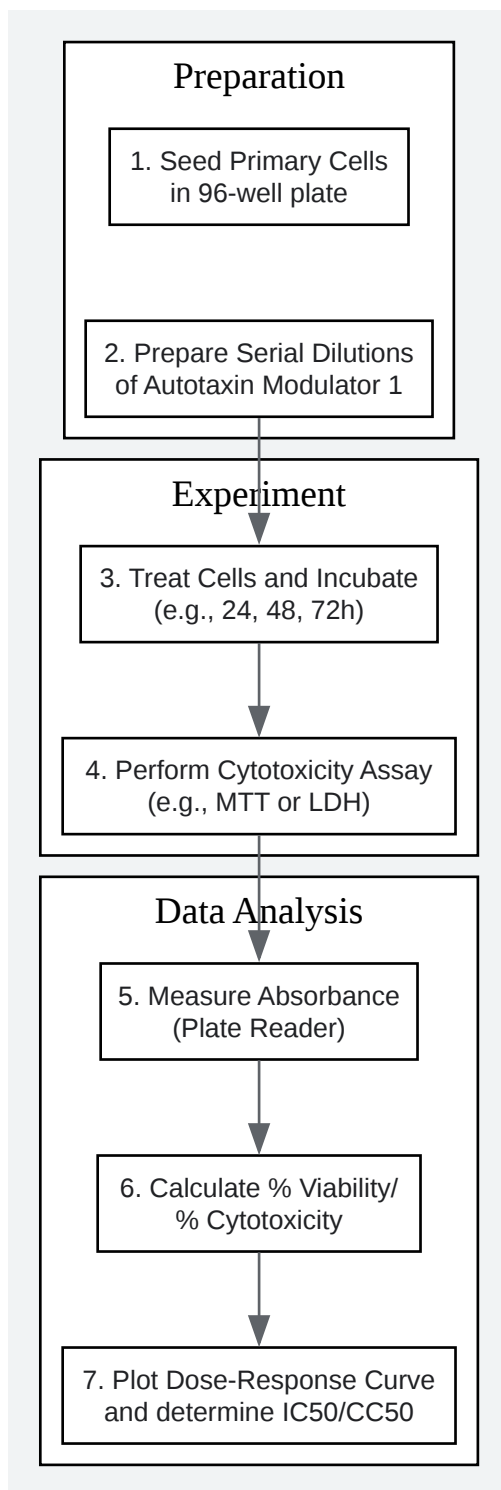 Preparation
1. Seed Primary Cells
in 96-well plate
2. Prepare Serial Dilutions
of Autotaxin Modulator 1
Experiment
3. Treat Cells and Incubate
(e.g., 24, 48, 72h)
4. Perform Cytotoxicity Assay
(e.g., MTT or LDH)
Data Analysis
5. Measure Absorbance
(Plate Reader)
6. Calculate % Viability/
% Cytotoxicity
7. Plot Dose-Response Curve
and determine IC50/CC50